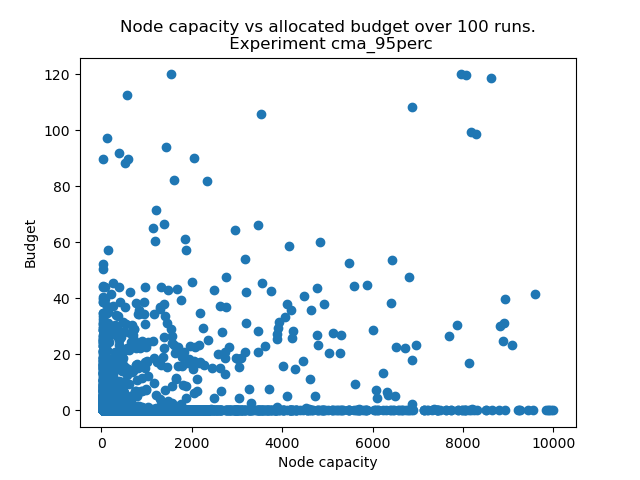 Node capacity vs allocated budget over 100 runs.
Experiment cma_95perc
120
100
80
60
40
20
0
Budget
0 2000 4000 6000 8000 10000
Node capacity